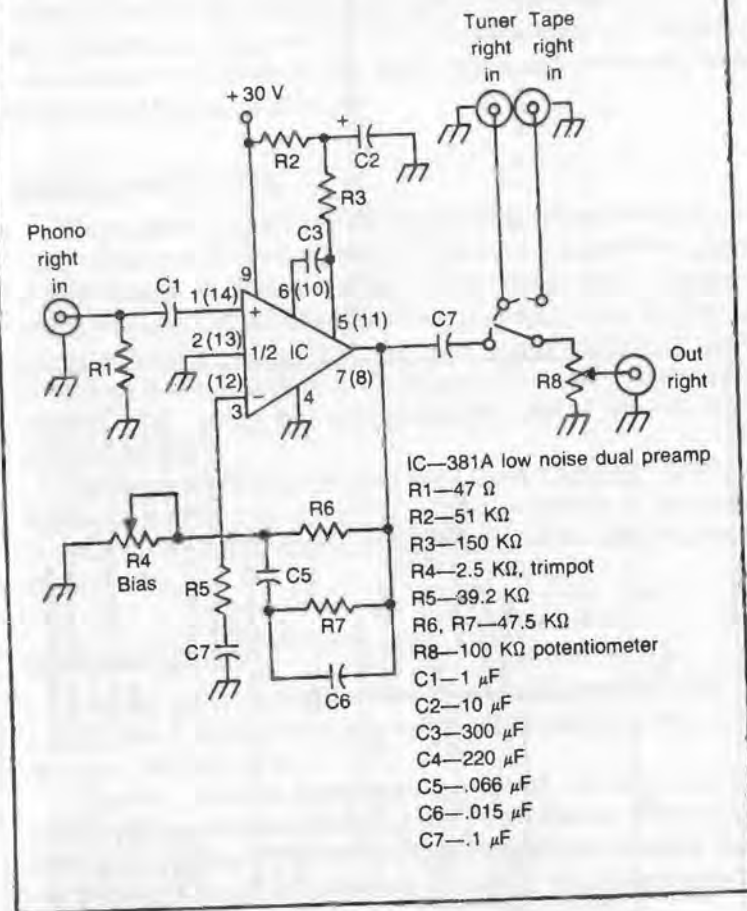 Tuner Tape
right right
in in
+ 30 V
+
R2
C2
R3
Phono
right
in
C3
C1
9
6
(10)
1 (14)
+
5 (11)
C7
2 (13)
1/2 IC
R1
(12)
4
7 (8)
R8
Out
right
3
−
IC—381A low noise dual preamp
R1—47 Ω
R2—51 KΩ
R3—150 KΩ
R4—2.5 KΩ, trimpot
R5—39.2 KΩ
R6, R7—47.5 KΩ
R8—100 KΩ potentiometer
C1—1 μF
C2—10 μF
C3—300 μF
C4—220 μF
C5—.066 μF
C6—.015 μF
C7—.1 μF
R6
R4
Bias
R5
C5
R7
C7
C6